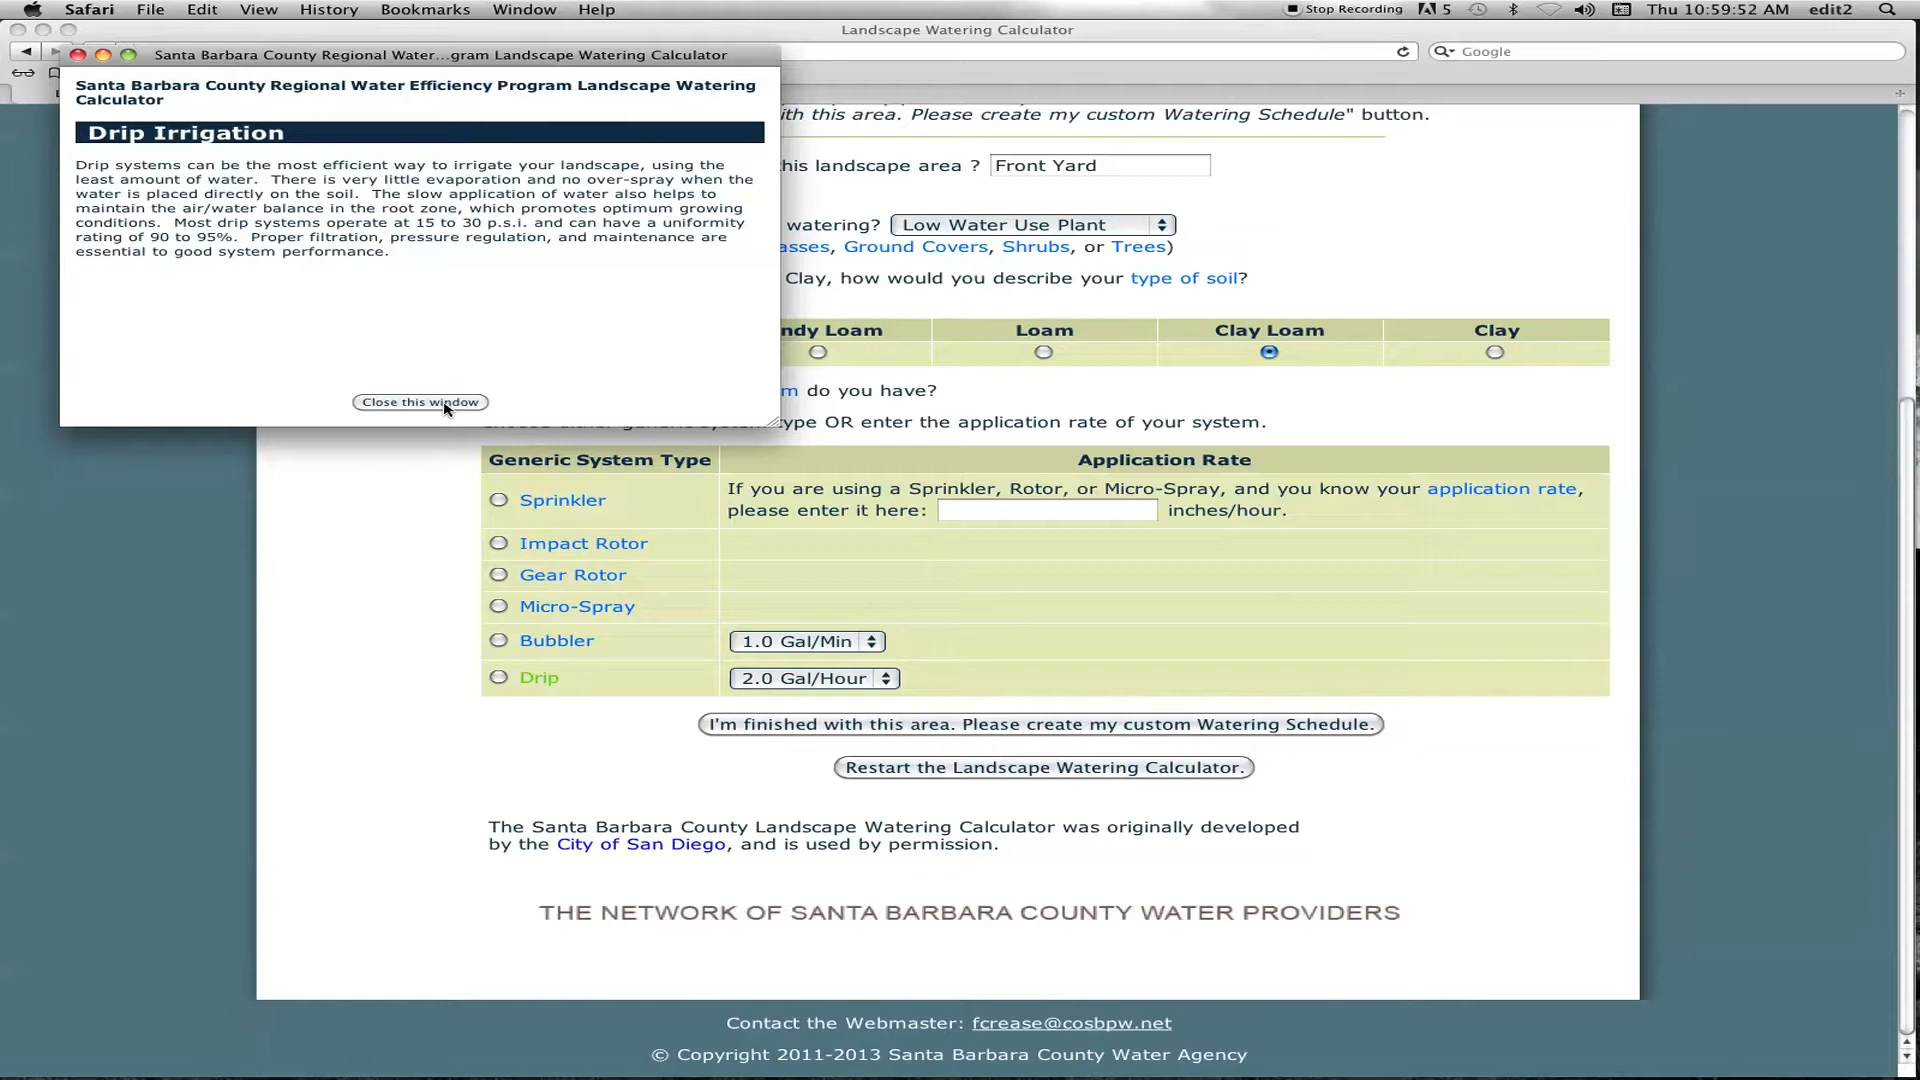 Safari File Edit View History Bookmarks Window Help Stop Recording 5 Thu 10:59:52 AM edit2
Landscape Watering Calculator
Google
Santa Barbara County Regional Water...gram Landscape Watering Calculator
Santa Barbara County Regional Water Efficiency Program Landscape Watering
Calculator
Drip Irrigation
Drip systems can be the most efficient way to irrigate your landscape, using the
least amount of water. There is very little evaporation and no over-spray when the
water is placed directly on the soil. The slow application of water also helps to
maintain the air/water balance in the root zone, which promotes optimum growing
conditions. Most drip systems operate at 15 to 30 p.s.i. and can have a uniformity
rating of 90 to 95%. Proper filtration, pressure regulation, and maintenance are
essential to good system performance.
Close this window
with this area. Please create my custom Watering Schedule" button.
this landscape area ? Front Yard
watering? Low Water Use Plant
asses, Ground Covers, Shrubs, or Trees)
Clay, how would you describe your type of soil?
ndy Loam Loam Clay Loam Clay
m do you have?
type OR enter the application rate of your system.
Generic System Type Application Rate
Sprinkler If you are using a Sprinkler, Rotor, or Micro-Spray, and you know your application rate,
please enter it here: inches/hour.
Impact Rotor
Gear Rotor
Micro-Spray
Bubbler 1.0 Gal/Min
Drip 2.0 Gal/Hour
I'm finished with this area. Please create my custom Watering Schedule.
Restart the Landscape Watering Calculator.
The Santa Barbara County Landscape Watering Calculator was originally developed
by the City of San Diego, and is used by permission.
THE NETWORK OF SANTA BARBARA COUNTY WATER PROVIDERS
Contact the Webmaster: fcrease@cosbpw.net
© Copyright 2011-2013 Santa Barbara County Water Agency